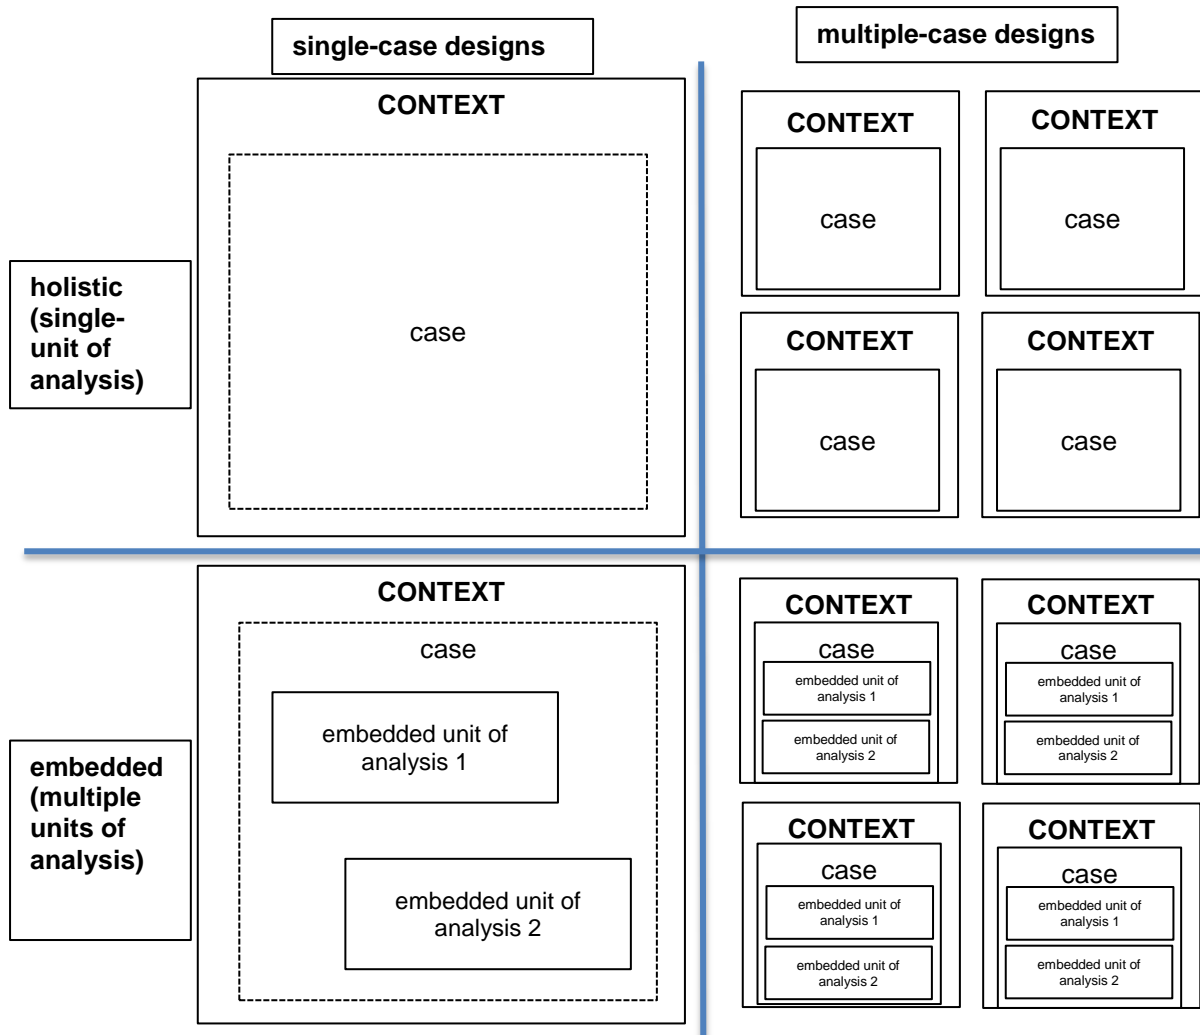 single-case designs
multiple-case designs
holistic
(single-
unit of
analysis)
CONTEXT
case
CONTEXT
case
CONTEXT
case
CONTEXT
case
CONTEXT
case
embedded
(multiple
units of
analysis)
CONTEXT
case
embedded unit of
analysis 1
embedded unit of
analysis 2
CONTEXT
case
embedded unit of
analysis 1
embedded unit of
analysis 2
CONTEXT
case
embedded unit of
analysis 1
embedded unit of
analysis 2
CONTEXT
case
embedded unit of
analysis 1
embedded unit of
analysis 2
CONTEXT
case
embedded unit of
analysis 1
embedded unit of
analysis 2